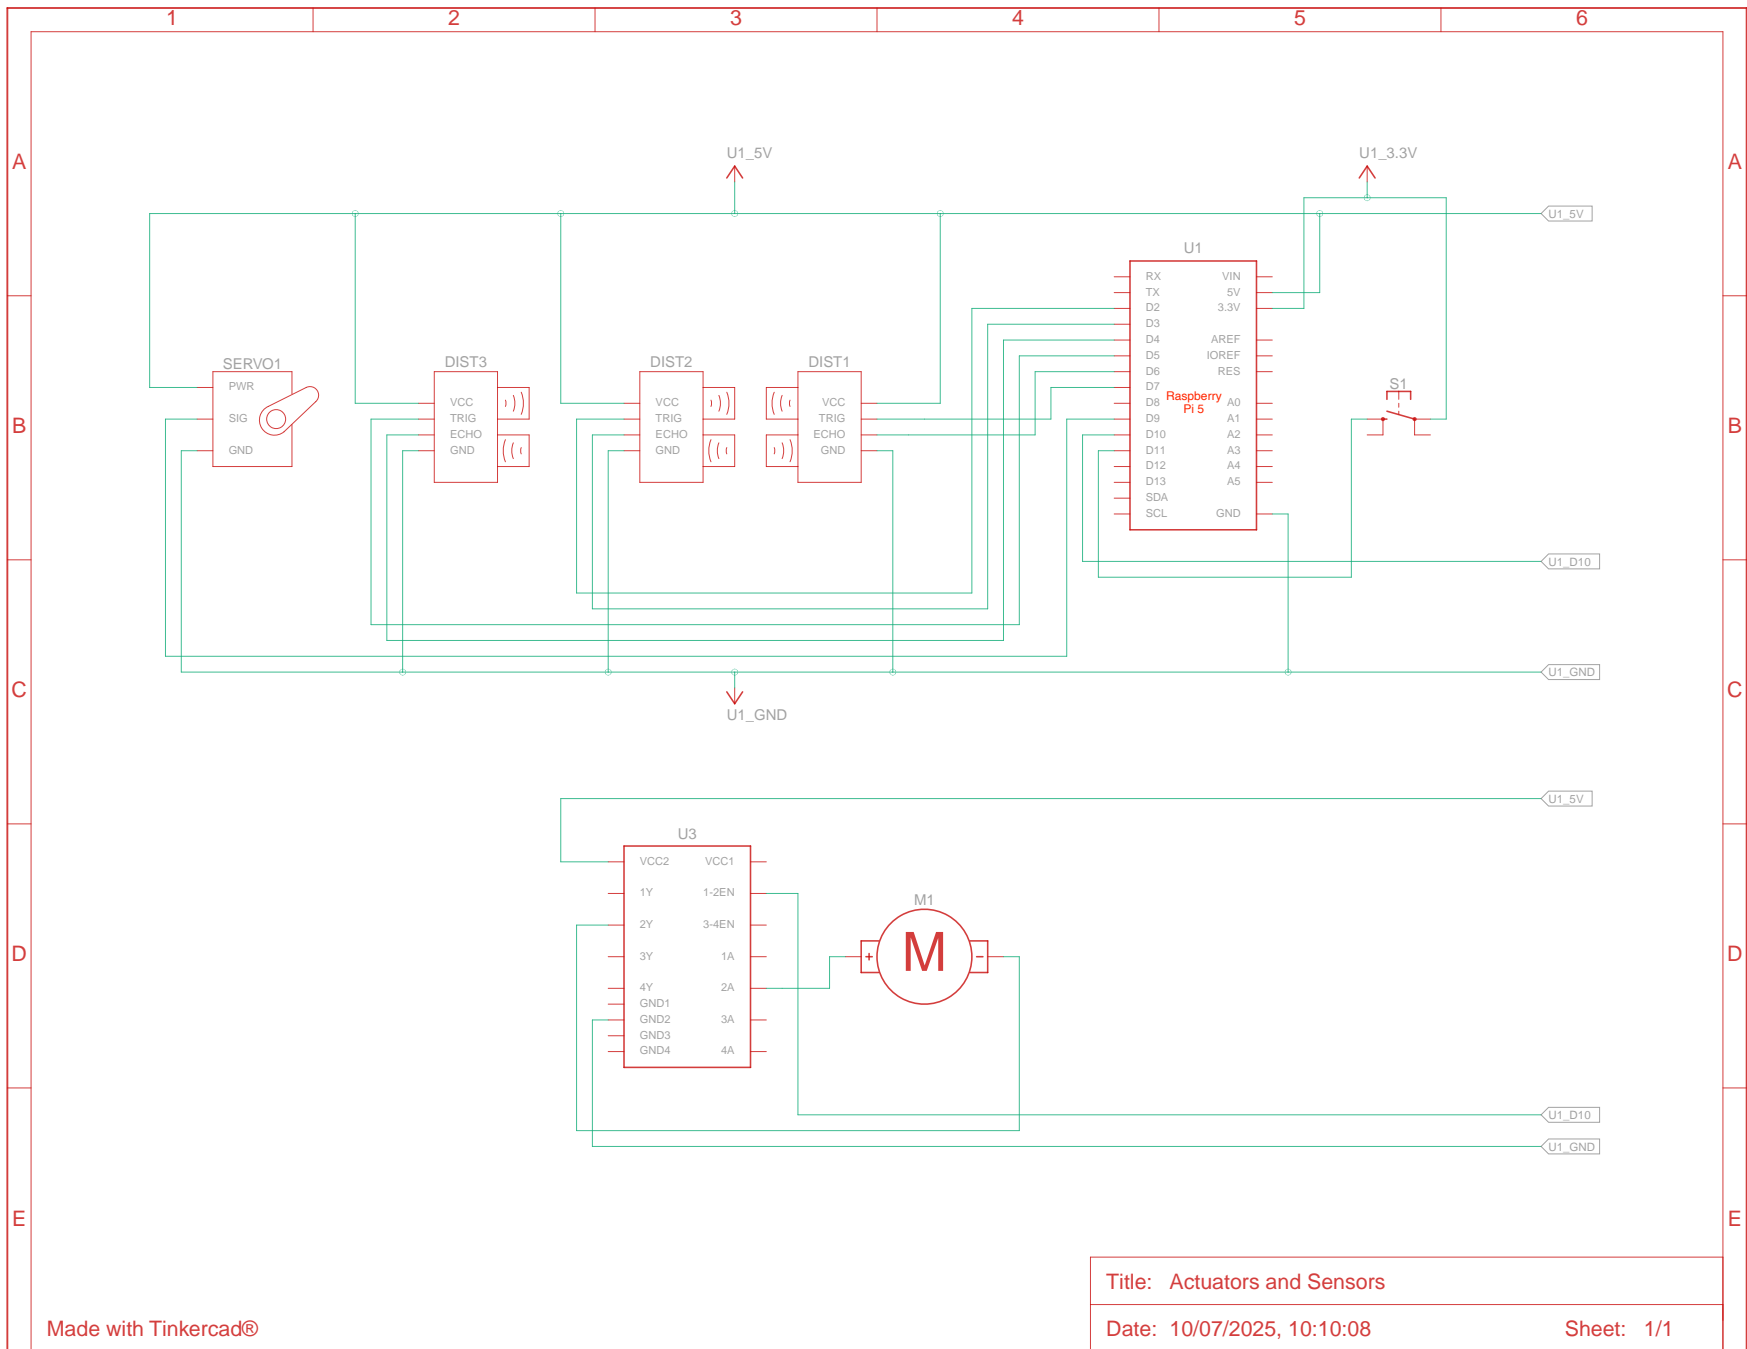 1 2 3 4 5 6
A A
U1_5V U1_3.3V
U1_5V
U1
RX VIN
TX 5V
D2 3.3V
D3
D4 AREF
D5 IOREF
D6 RES
D7
D8 A0
D9 A1
D10 A2
D11 A3
D12 A4
D13 A5
SDA
SCL GND
Raspberry
Pi 5
SERVO1
PWR
SIG
GND
DIST3
VCC
TRIG
ECHO
GND
DIST2
VCC
TRIG
ECHO
GND
DIST1
VCC
TRIG
ECHO
GND
S1
B B
U1_D10
U1_GND
C C
U1_GND
U1_5V
U3
VCC2 VCC1
1Y 1-2EN
2Y 3-4EN
3Y 1A
4Y 2A
GND1
GND2 3A
GND3
GND4 4A
M1
+ M -
D D
U1_D10
U1_GND
E E
Title: Actuators and Sensors
Made with Tinkercad®
Date: 10/07/2025, 10:10:08 Sheet: 1/1